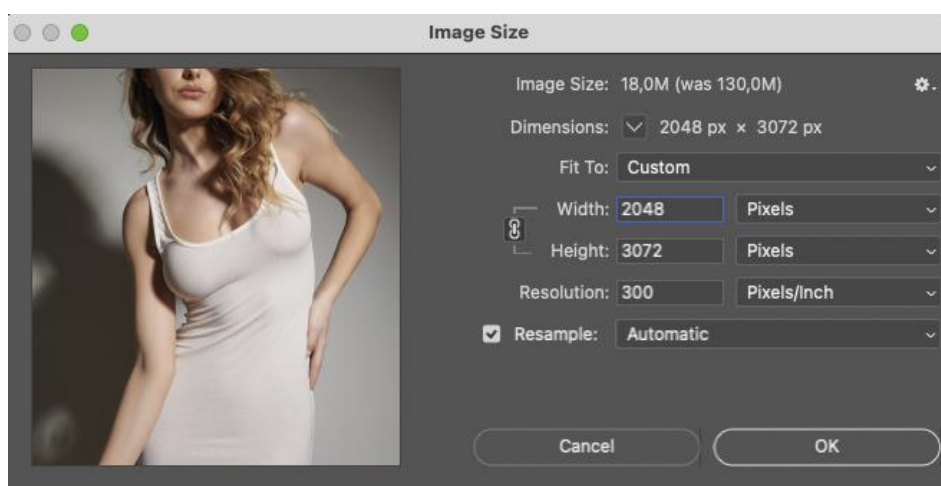 Image Size
Image Size: 18,0M (was 130,0M)
Dimensions: 2048 px × 3072 px
Fit To: Custom
Width: 2048 Pixels
Height: 3072 Pixels
Resolution: 300 Pixels/Inch
Resample: Automatic
Cancel OK